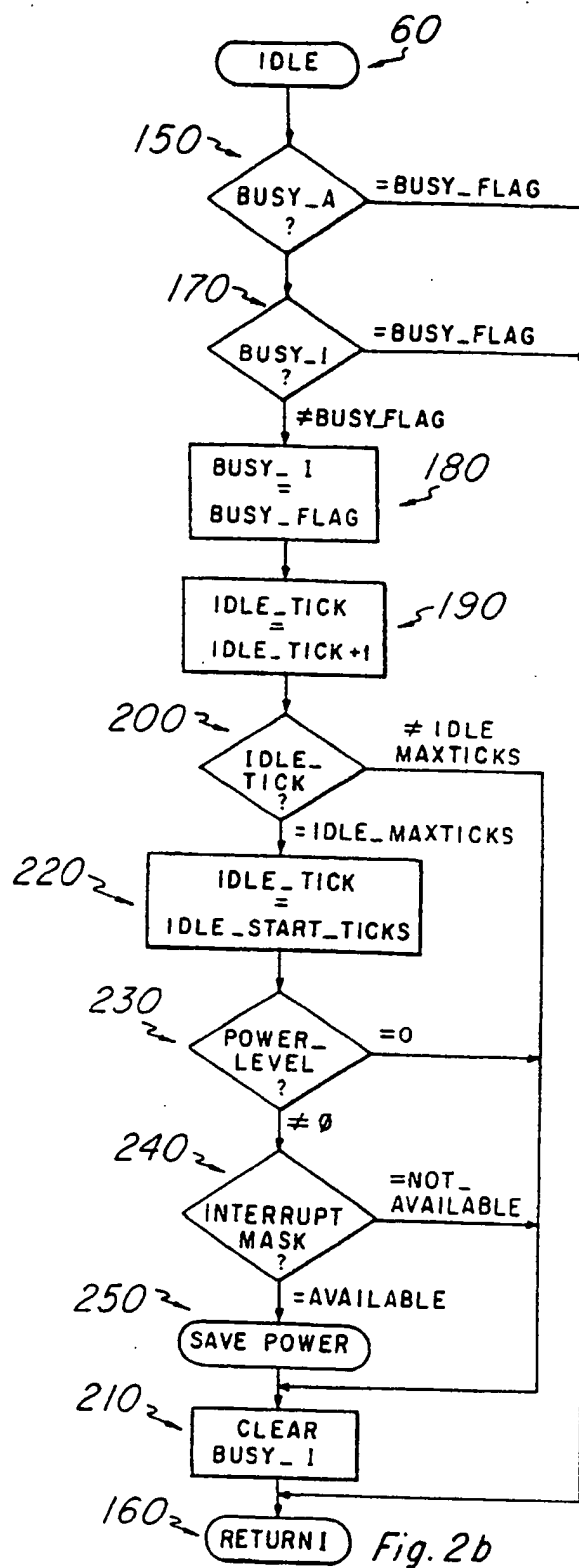 60
IDLE
150
BUSY_A
?
=BUSY_FLAG
170
BUSY_I
?
=BUSY_FLAG
≠BUSY_FLAG
BUSY_ I
=
BUSY_FLAG
180
IDLE_TICK
=
IDLE_TICK+1
190
200
IDLE_
TICK
?
≠ IDLE
MAXTICKS
=IDLE_MAXTICKS
220
IDLE_TICK
=
IDLE_START_TICKS
230
POWER_
LEVEL
?
=0
≠ Ø
240
INTERRUPT
MASK
?
=NOT_
AVAILABLE
=AVAILABLE
250
SAVE POWER
210
CLEAR
BUSY_ I
160
RETURN I
Fig. 2b